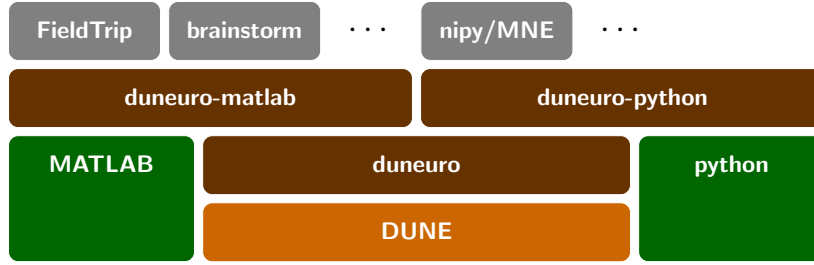 FieldTrip brainstorm ... nipy/MNE ...
duneuro-matlab duneuro-python
MATLAB duneuro python
DUNE